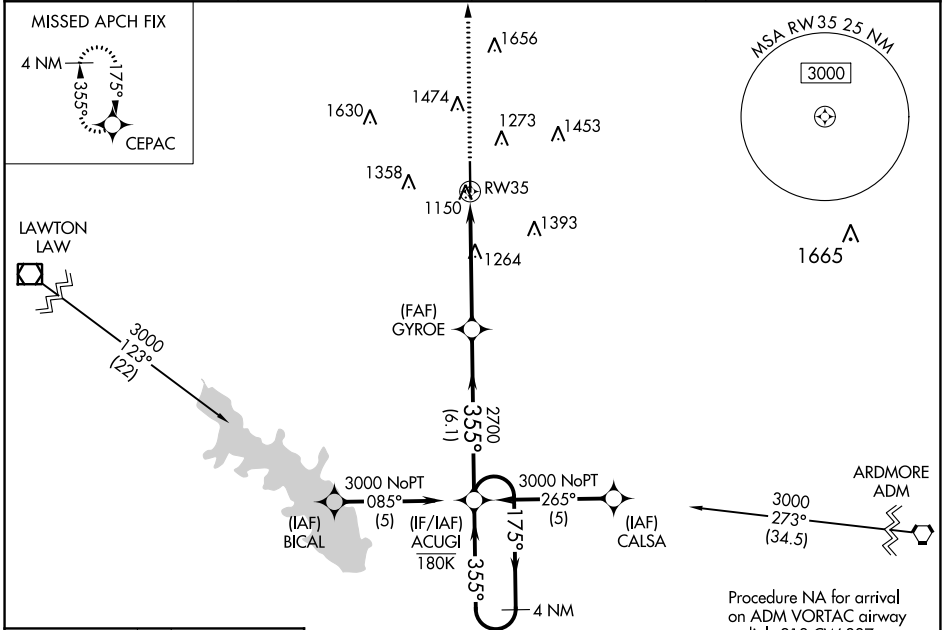 MISSED APCH FIX
4 NM
175°
355°
CEPAC
MSA RW35 25 NM
3000
1656
1474
1630
1273
1453
1358
RW35
1150
1393
1264
1665
LAWTON
LAW
3000
123°
(22)
(FAF)
GYROE
2700
355°
(6.1)
3000 NoPT
085°
(5)
(IAF)
BICAL
(IF/IAF)
ACUGI
180K
3000 NoPT
265°
(5)
(IAF)
CALSA
175°
355°
4 NM
ARDMORE
ADM
3000
273°
(34.5)
Procedure NA for arrival
on ADM VORTAC airway